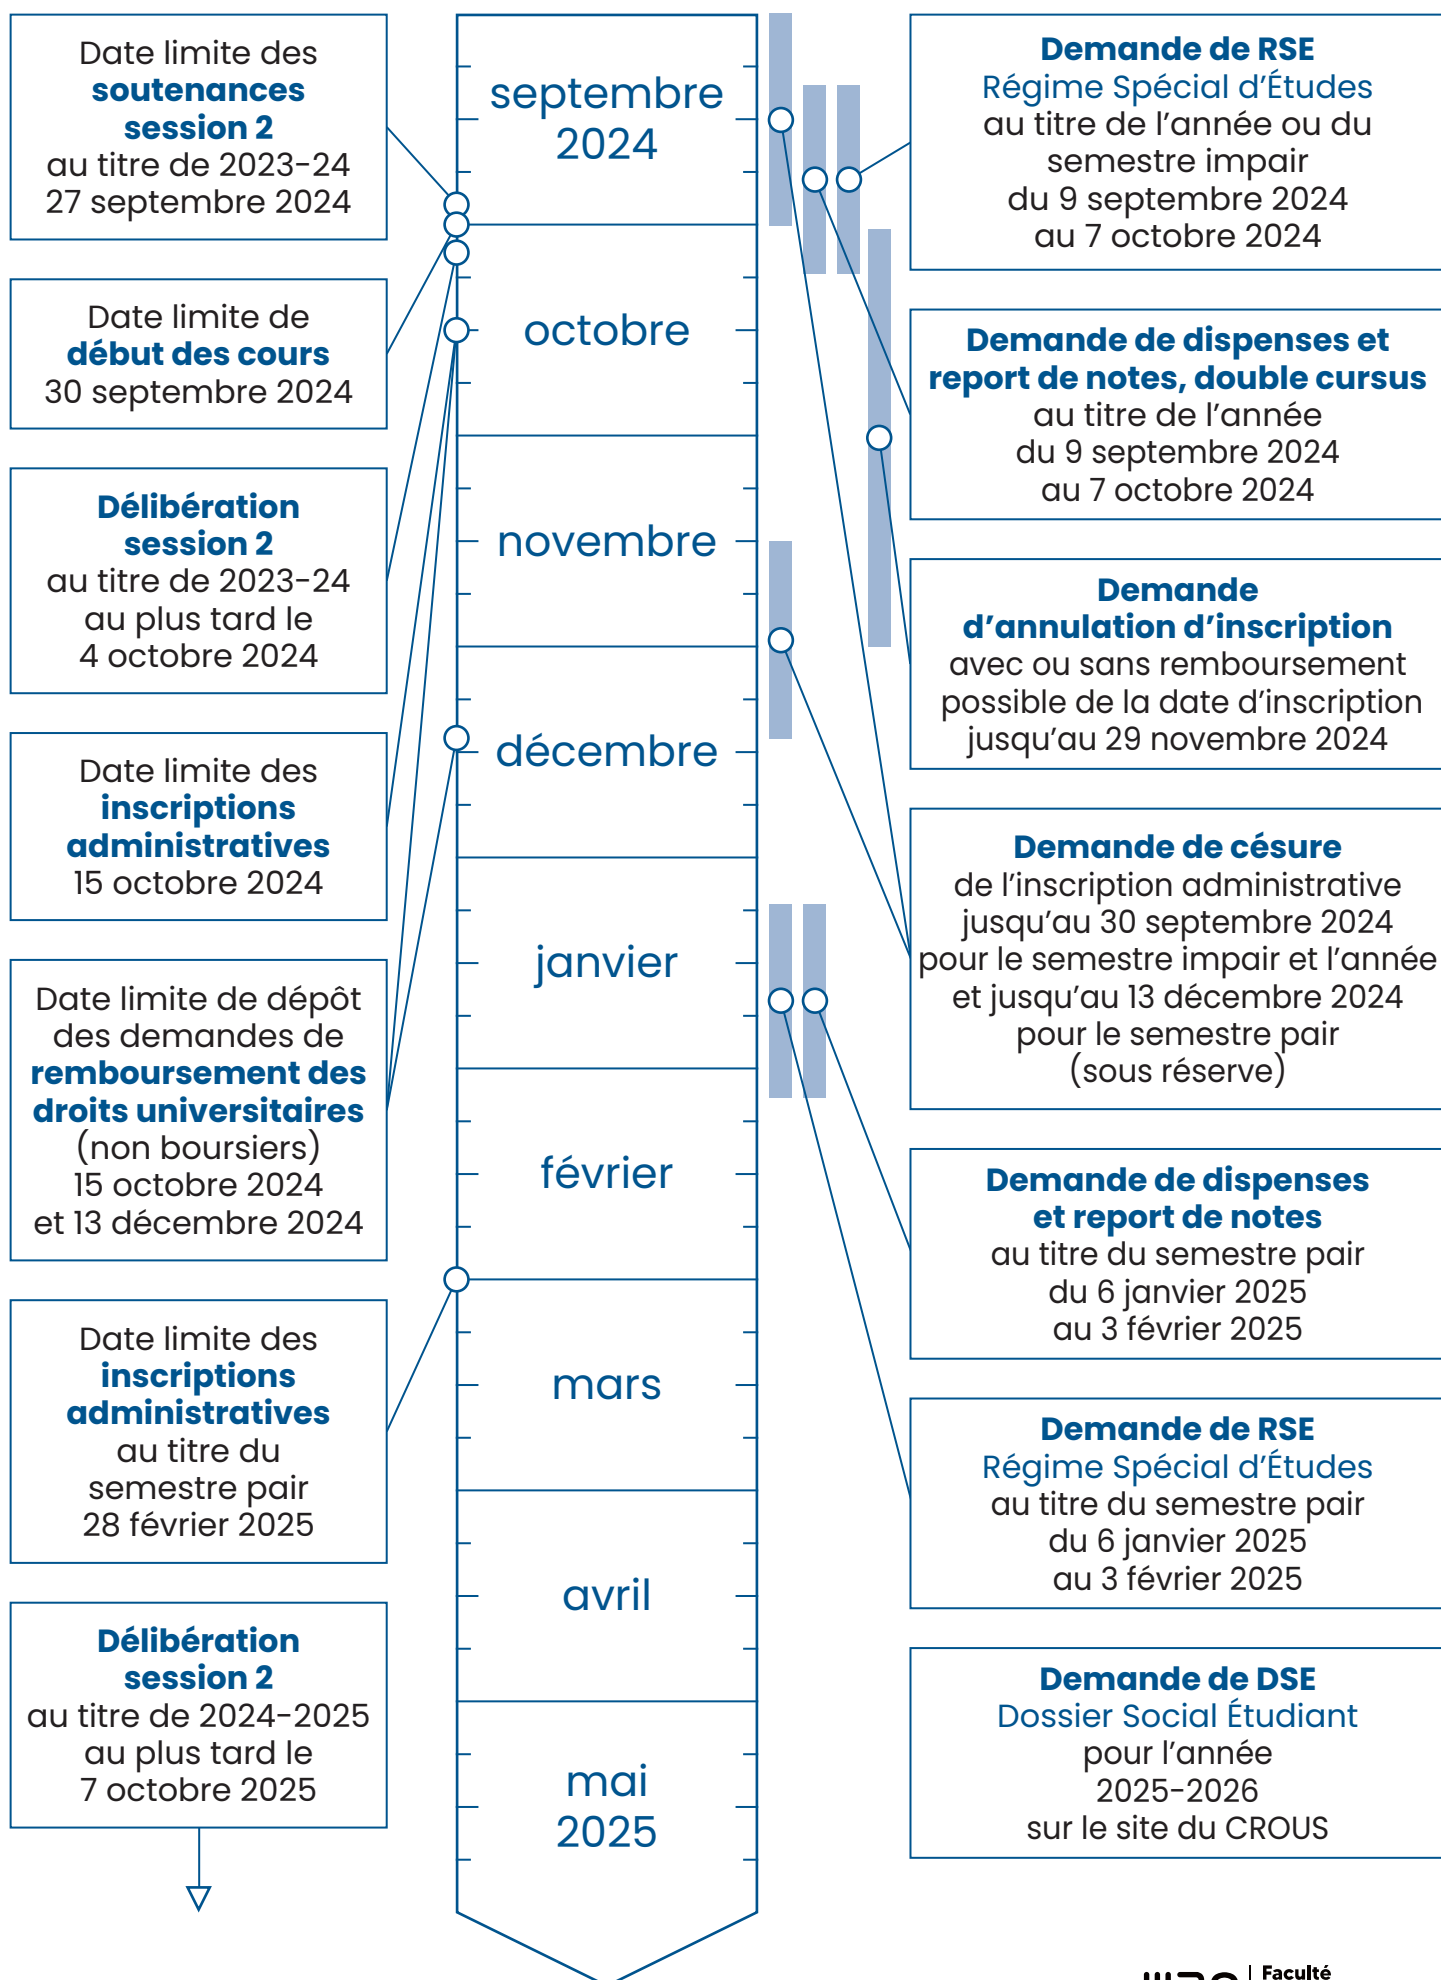 Date limite des
soutenances
session 2
au titre de 2023-24
27 septembre 2024
Date limite de
début des cours
30 septembre 2024
Délibération
session 2
au titre de 2023-24
au plus tard le
4 octobre 2024
Date limite des
inscriptions
administratives
15 octobre 2024
Date limite de dépôt
des demandes de
remboursement des
droits universitaires
(non boursiers)
15 octobre 2024
et 13 décembre 2024
Date limite des
inscriptions
administratives
au titre du
semestre pair
28 février 2025
Délibération
session 2
au titre de 2024-2025
au plus tard le
7 octobre 2025
septembre
2024
octobre
novembre
décembre
janvier
février
mars
avril
mai
2025
Demande de RSE
Régime Spécial d'Études
au titre de l'année ou du
semestre impair
du 9 septembre 2024
au 7 octobre 2024
Demande de dispenses et
report de notes, double cursus
au titre de l'année
du 9 septembre 2024
au 7 octobre 2024
Demande
d'annulation d'inscription
avec ou sans remboursement
possible de la date d'inscription
jusqu'au 29 novembre 2024
Demande de césure
de l'inscription administrative
jusqu'au 30 septembre 2024
pour le semestre impair et l'année
et jusqu'au 13 décembre 2024
pour le semestre pair
(sous réserve)
Demande de dispenses
et report de notes
au titre du semestre pair
du 6 janvier 2025
au 3 février 2025
Demande de RSE
Régime Spécial d'Études
au titre du semestre pair
du 6 janvier 2025
au 3 février 2025
Demande de DSE
Dossier Social Étudiant
pour l'année
2025-2026
sur le site du CROUS
Faculté